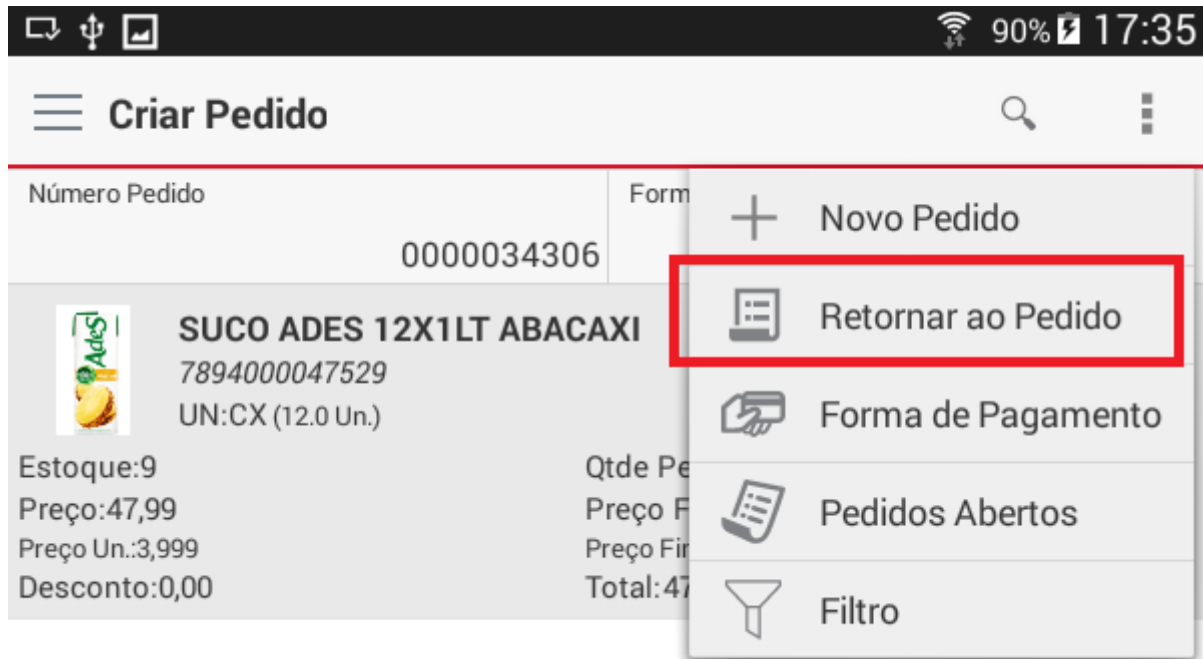 90% 17:35
Criar Pedido
Número Pedido
Form
0000034306
Novo Pedido
Retornar ao Pedido
Forma de Pagamento
Pedidos Abertos
Filtro
AdeS
SUCO ADES 12X1LT ABACAXI
7894000047529
UN:CX (12.0 Un.)
Estoque:9
Qtde Pe
Preço:47,99
Preço F
Preço Un.:3,999
Preço Fir
Desconto:0,00
Total:47